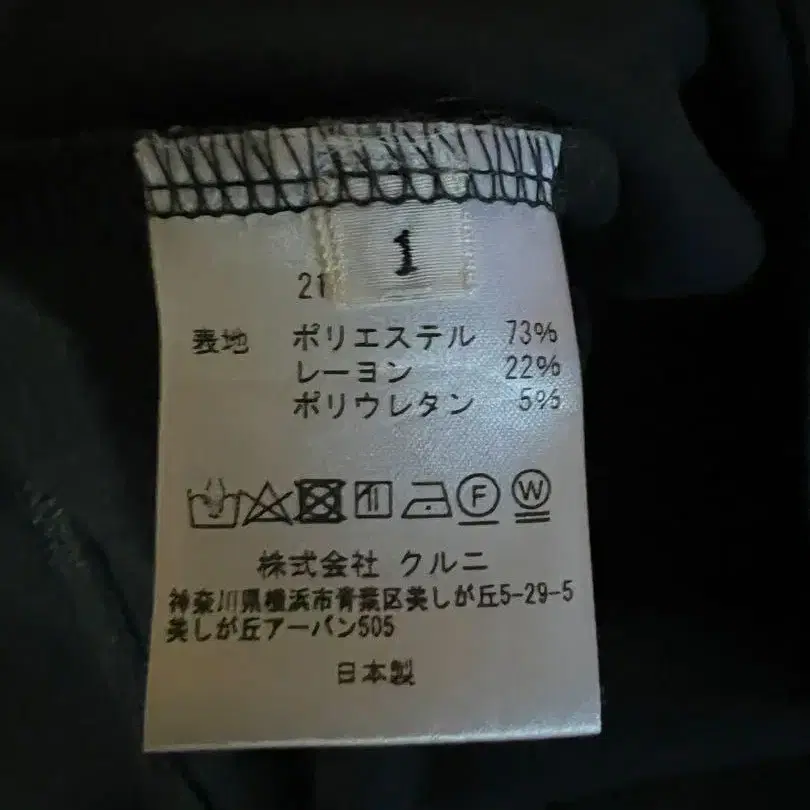 1
21
表地 ポリエステル 73%
レーヨン 22%
ポリウレタン 5%
F W
株式会社 クルニ
神奈川県横浜市青葉区美しが丘5-29-5
美しが丘アーバン505
日本製